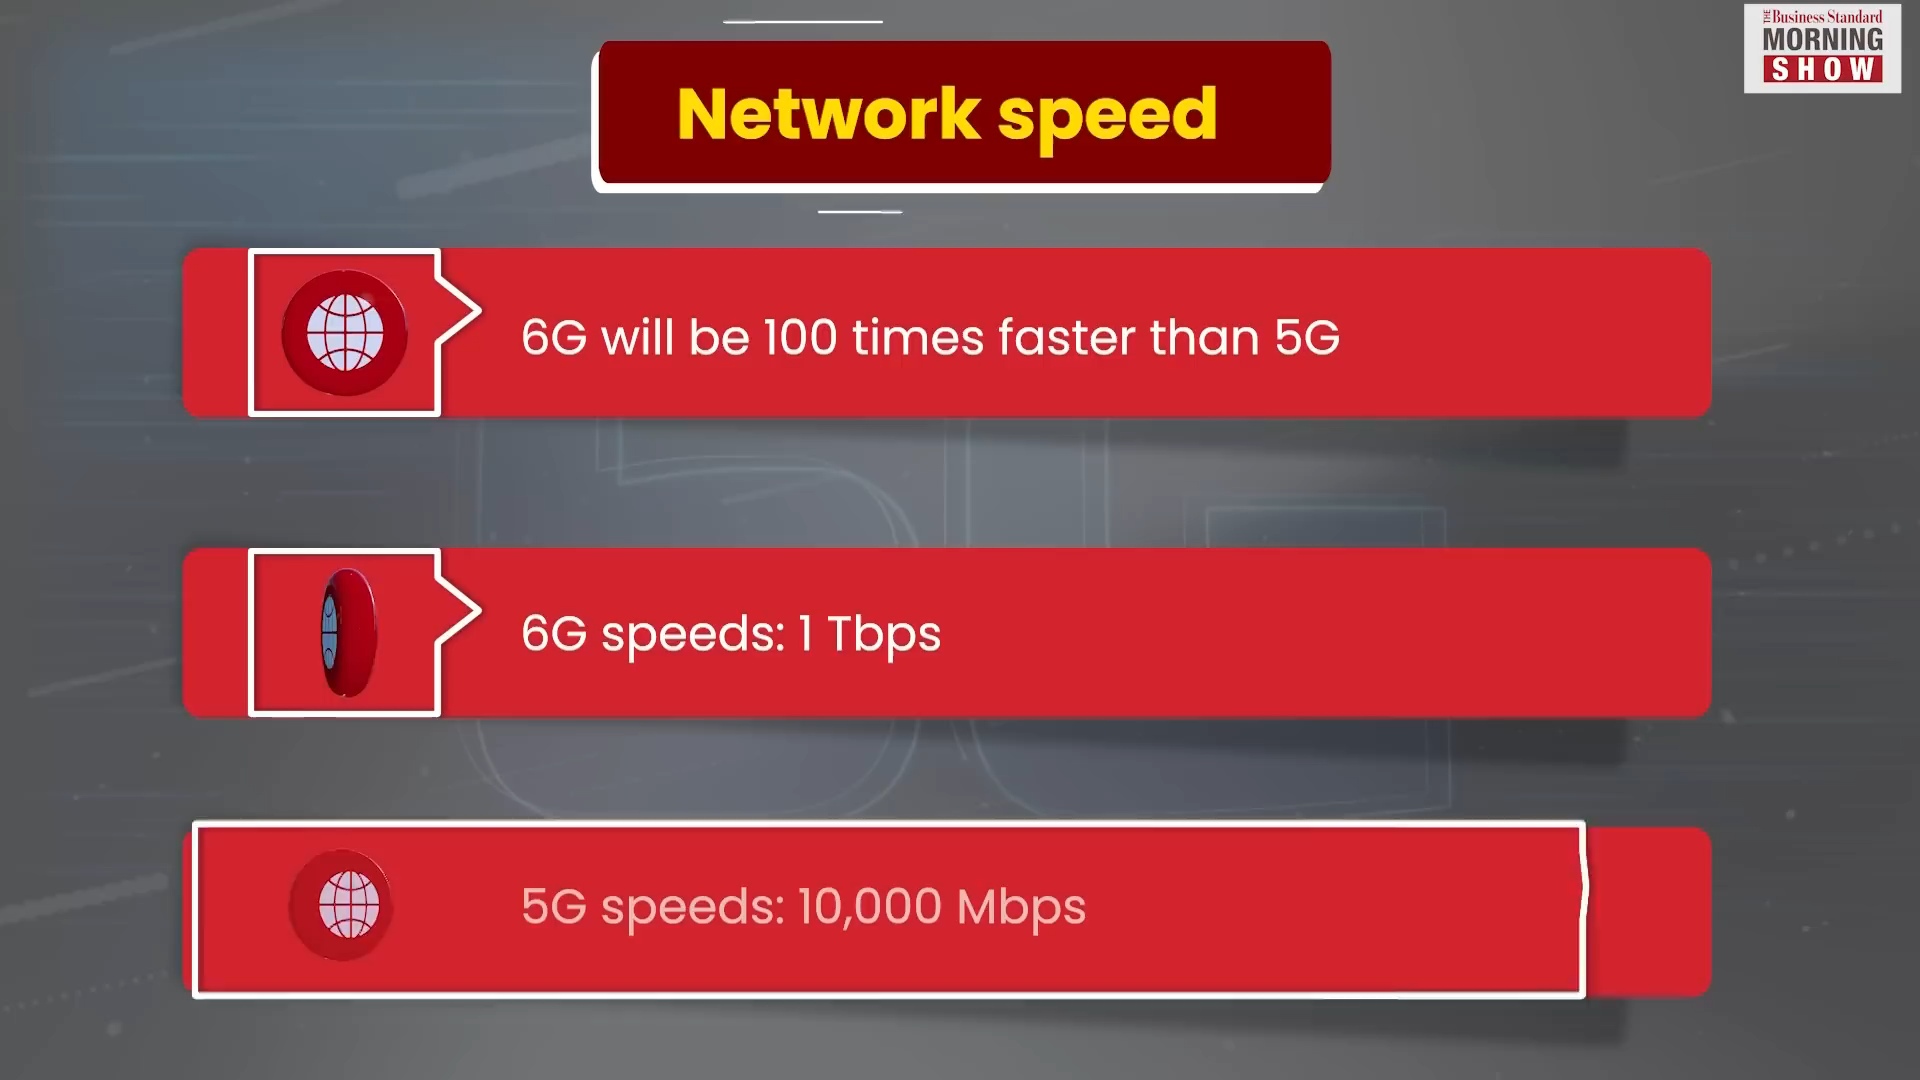 THE Business Standard
MORNING
SHOW
Network speed
6G will be 100 times faster than 5G
6G speeds: 1 Tbps
5G speeds: 10,000 Mbps